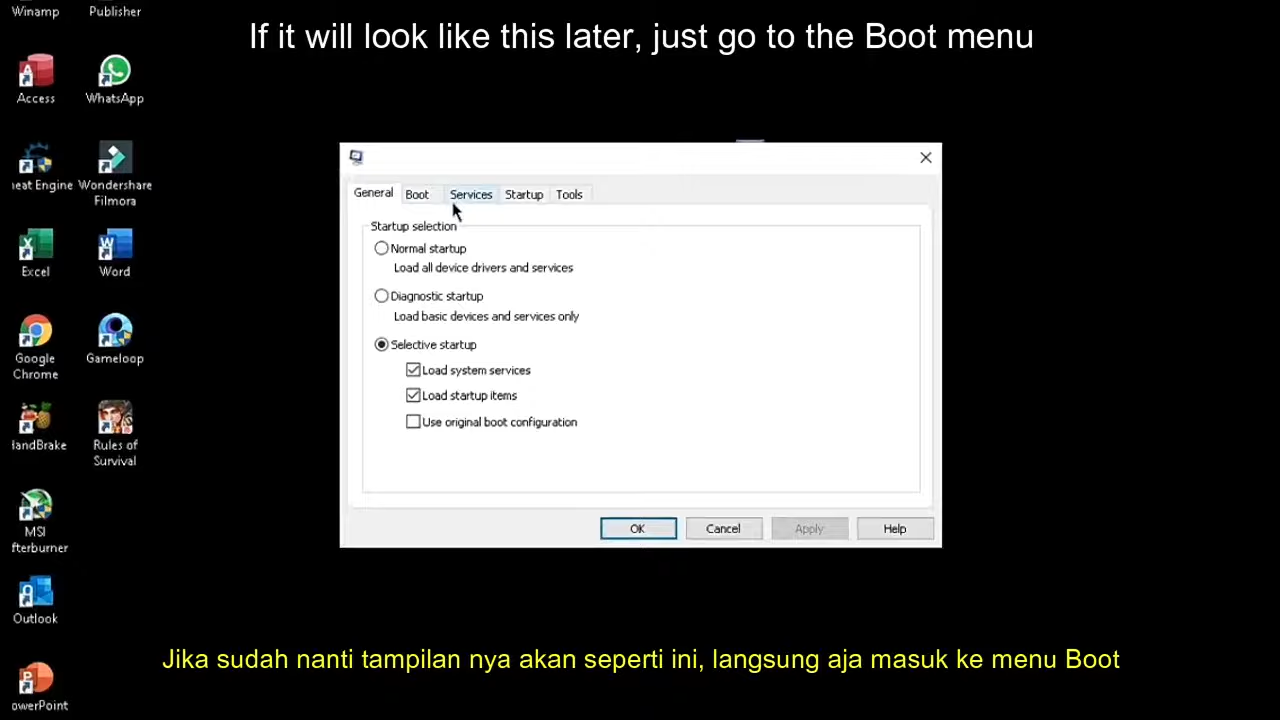 If it will look like this later, just go to the Boot menu
Winamp
Publisher
Access
WhatsApp
heat Engine
Wondershare
Filmora
Excel
Word
Google
Chrome
Gameloop
HandBrake
Rules of
Survival
MSI
fterburner
Outlook
owerPoint
General
Boot
Services
Startup
Tools
Startup selection
Normal startup
Load all device drivers and services
Diagnostic startup
Load basic devices and services only
Selective startup
Load system services
Load startup items
Use original boot configuration
OK
Cancel
Apply
Help
Jika sudah nanti tampilan nya akan seperti ini, langsung aja masuk ke menu Boot